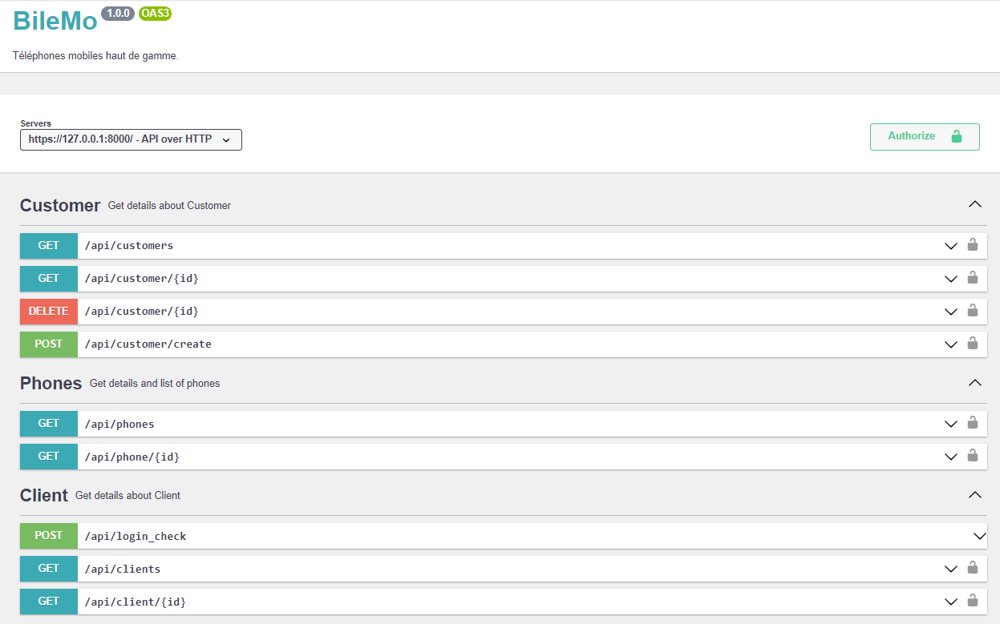 BileMo 1.0.0 OAS3
Téléphones mobiles haut de gamme.
Servers
https://127.0.0.1:8000/ - API over HTTP
Authorize
Customer Get details about Customer
GET /api/customers
GET /api/customer/{id}
DELETE /api/customer/{id}
POST /api/customer/create
Phones Get details and list of phones
GET /api/phones
GET /api/phone/{id}
Client Get details about Client
POST /api/login_check
GET /api/clients
GET /api/client/{id}